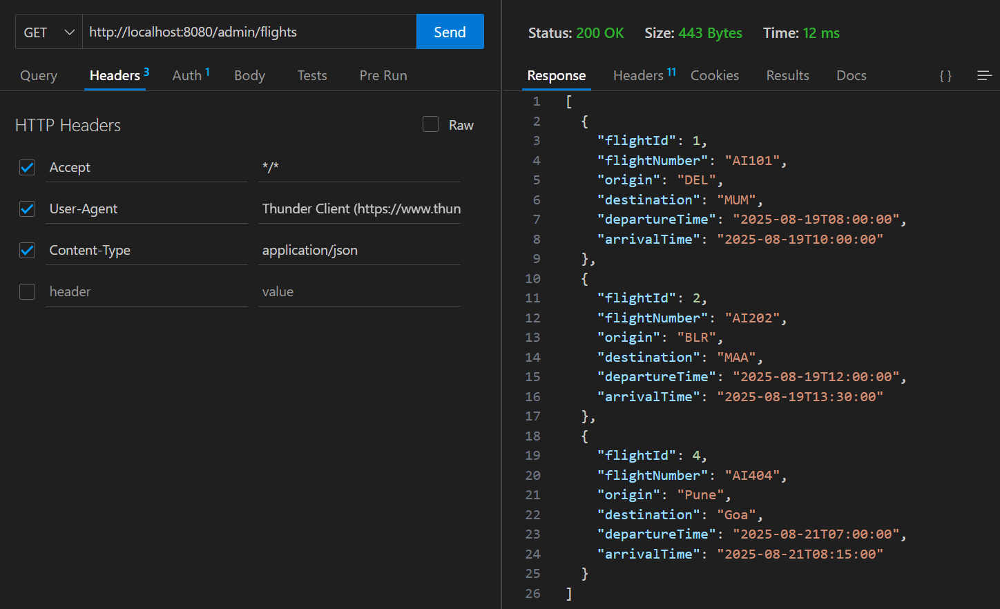 GET http://localhost:8080/admin/flights Send
Query Headers 3 Auth 1 Body Tests Pre Run
HTTP Headers Raw
Accept */*
User-Agent Thunder Client (https://www.thun
Content-Type application/json
header value
Status: 200 OK Size: 443 Bytes Time: 12 ms
Response Headers 11 Cookies Results Docs { }
1 [
2 {
3 "flightId": 1,
4 "flightNumber": "AI101",
5 "origin": "DEL",
6 "destination": "MUM",
7 "departureTime": "2025-08-19T08:00:00",
8 "arrivalTime": "2025-08-19T10:00:00"
9 },
10 {
11 "flightId": 2,
12 "flightNumber": "AI202",
13 "origin": "BLR",
14 "destination": "MAA",
15 "departureTime": "2025-08-19T12:00:00",
16 "arrivalTime": "2025-08-19T13:30:00"
17 },
18 {
19 "flightId": 4,
20 "flightNumber": "AI404",
21 "origin": "Pune",
22 "destination": "Goa",
23 "departureTime": "2025-08-21T07:00:00",
24 "arrivalTime": "2025-08-21T08:15:00"
25 }
26 ]